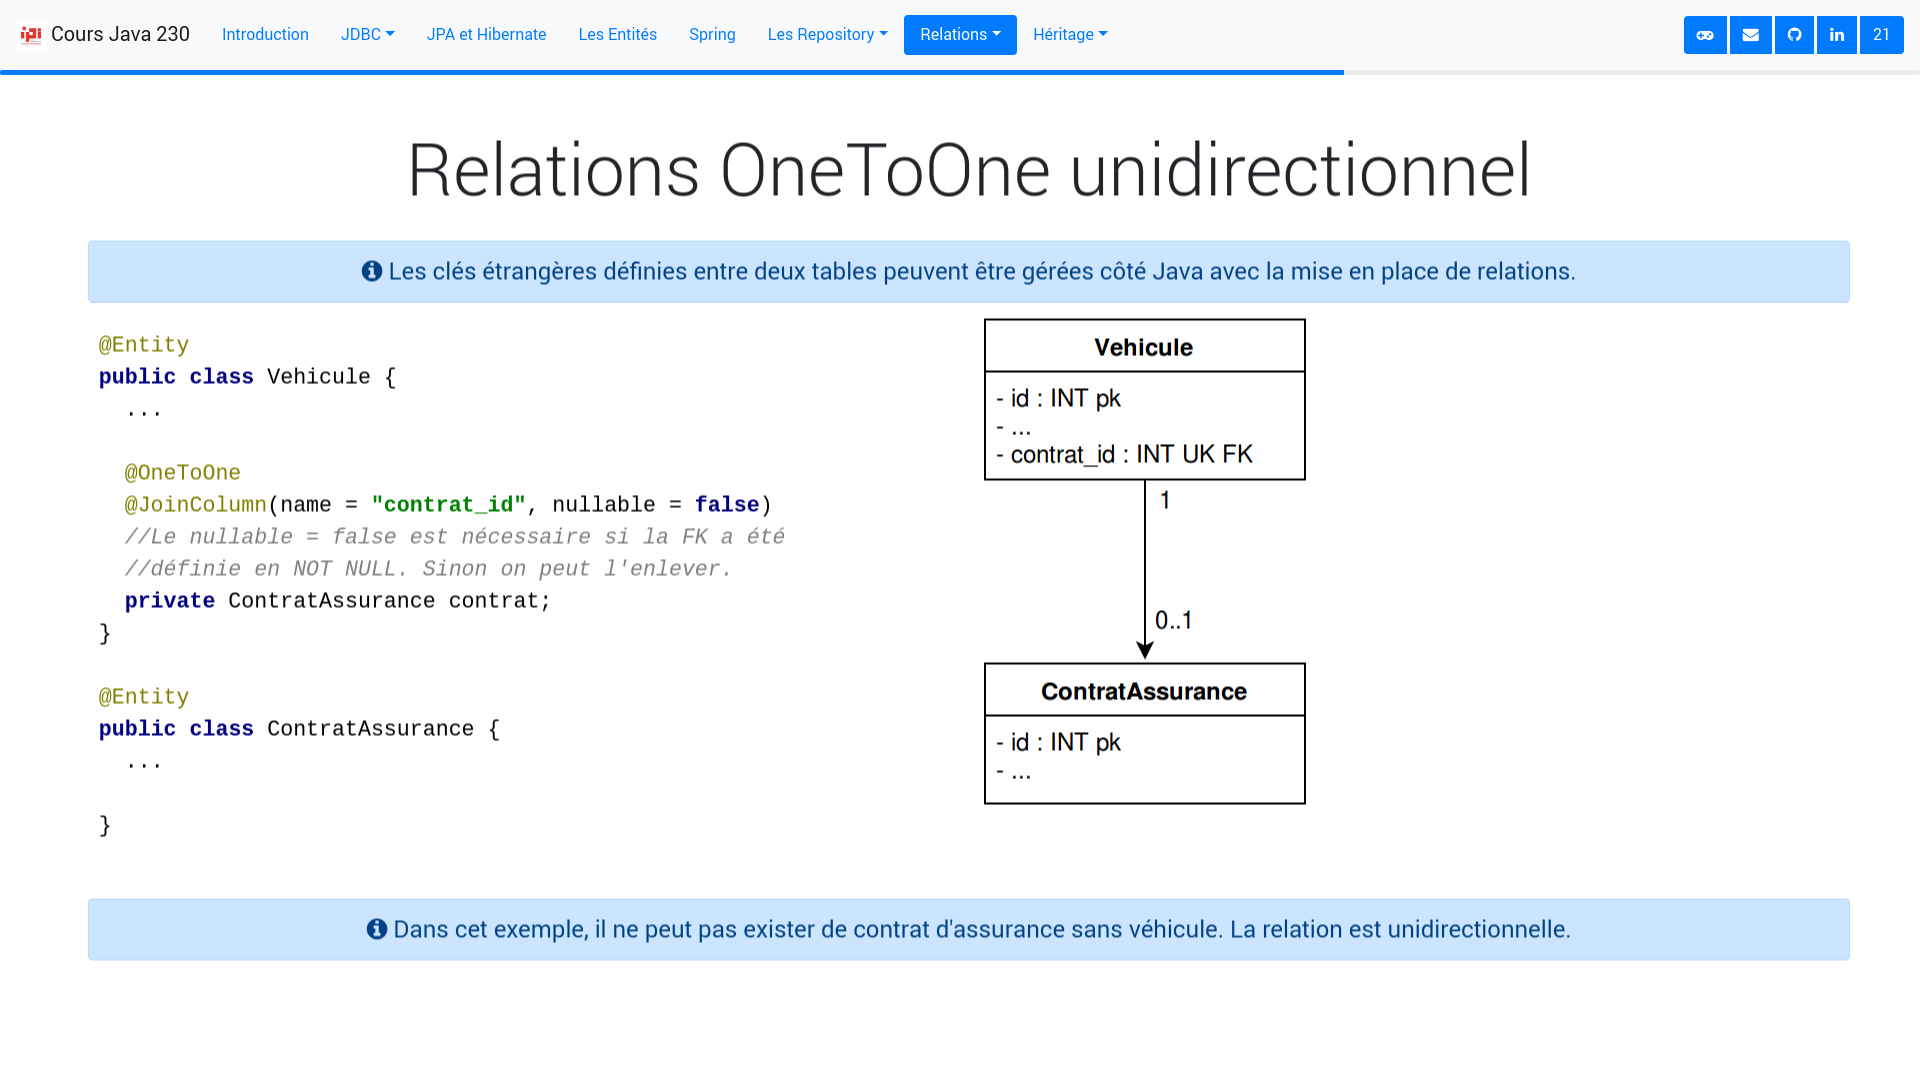 ipi Cours Java 230 Introduction JDBC JPA et Hibernate Les Entités Spring Les Repository Relations Héritage in 21
Relations OneToOne unidirectionnel
Les clés étrangères définies entre deux tables peuvent être gérées côté Java avec la mise en place de relations.
@Entity
public class Vehicule {
...
@OneToOne
@JoinColumn(name = "contrat_id", nullable = false)
//Le nullable = false est nécessaire si la FK a été
//définie en NOT NULL. Sinon on peut l'enlever.
private ContratAssurance contrat;
}
@Entity
public class ContratAssurance {
...
}
Vehicule
- id : INT pk
- ...
- contrat_id : INT UK FK
1
0..1
ContratAssurance
- id : INT pk
- ...
Dans cet exemple, il ne peut pas exister de contrat d'assurance sans véhicule. La relation est unidirectionnelle.